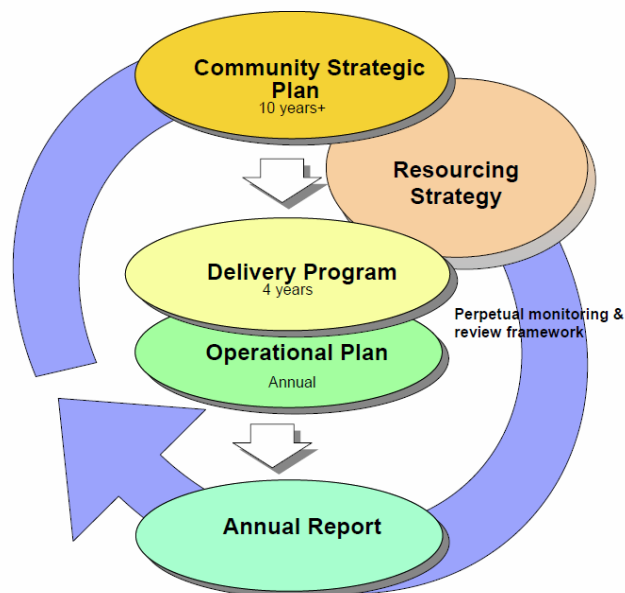 Community Strategic
Plan
10 years+
Resourcing
Strategy
Delivery Program
4 years
Perpetual monitoring &
review framework
Operational Plan
Annual
Annual Report